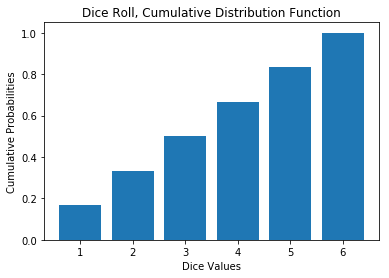 Dice Roll, Cumulative Distribution Function
Cumulative Probabilities
1.0
0.8
0.6
0.4
0.2
0.0
1 2 3 4 5 6
Dice Values